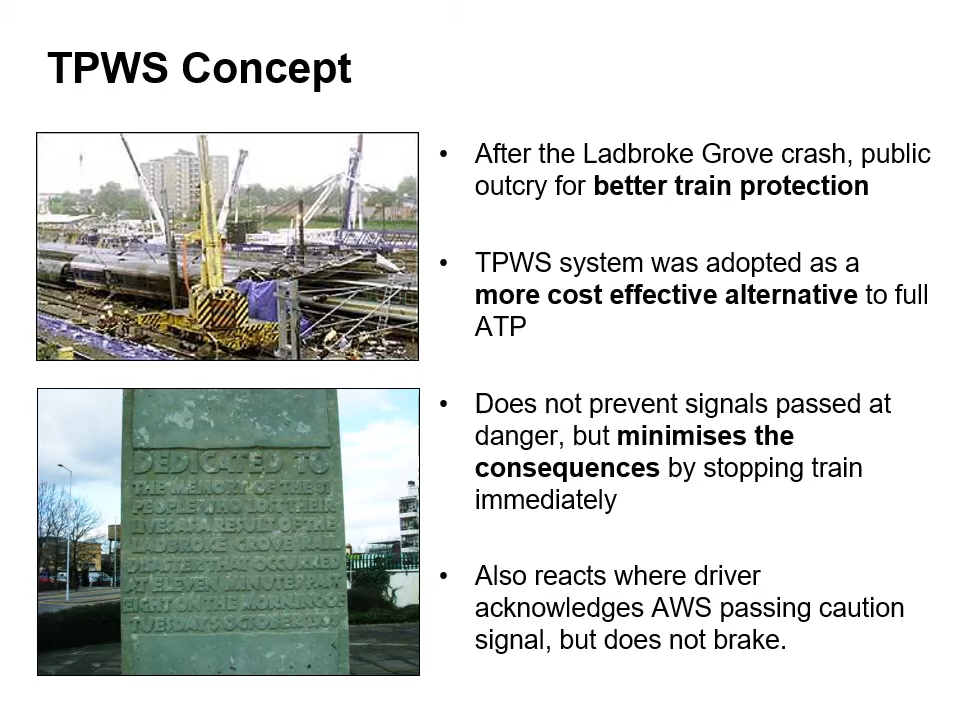 TPWS Concept
• After the Ladbroke Grove crash, public
outcry for better train protection
• TPWS system was adopted as a
more cost effective alternative to full
ATP
• Does not prevent signals passed at
danger, but minimises the
consequences by stopping train
immediately
• Also reacts where driver
acknowledges AWS passing caution
signal, but does not brake.
DEDICATED TO
THE MEMORY OF THE 31
PEOPLE WHO LOST THEIR
LIVES AS A RESULT OF THE
LADBROKE GROVE RAIL
DISASTER THAT OCCURRED
AT ELEVEN MINUTES PAST
EIGHT ON THE MORNING OF
TUESDAY 5 OCTOBER 1999